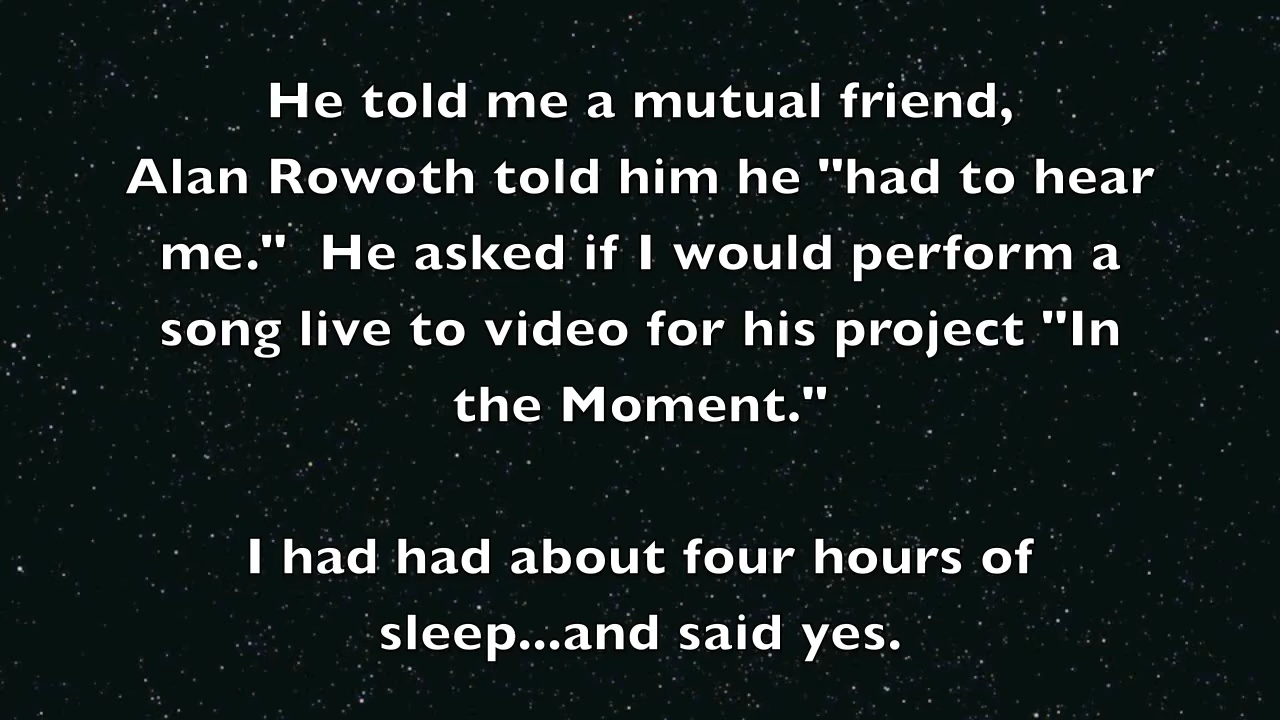 He told me a mutual friend,
Alan Rowoth told him he "had to hear
me."  He asked if I would perform a
song live to video for his project "In
the Moment."
I had had about four hours of
sleep...and said yes.